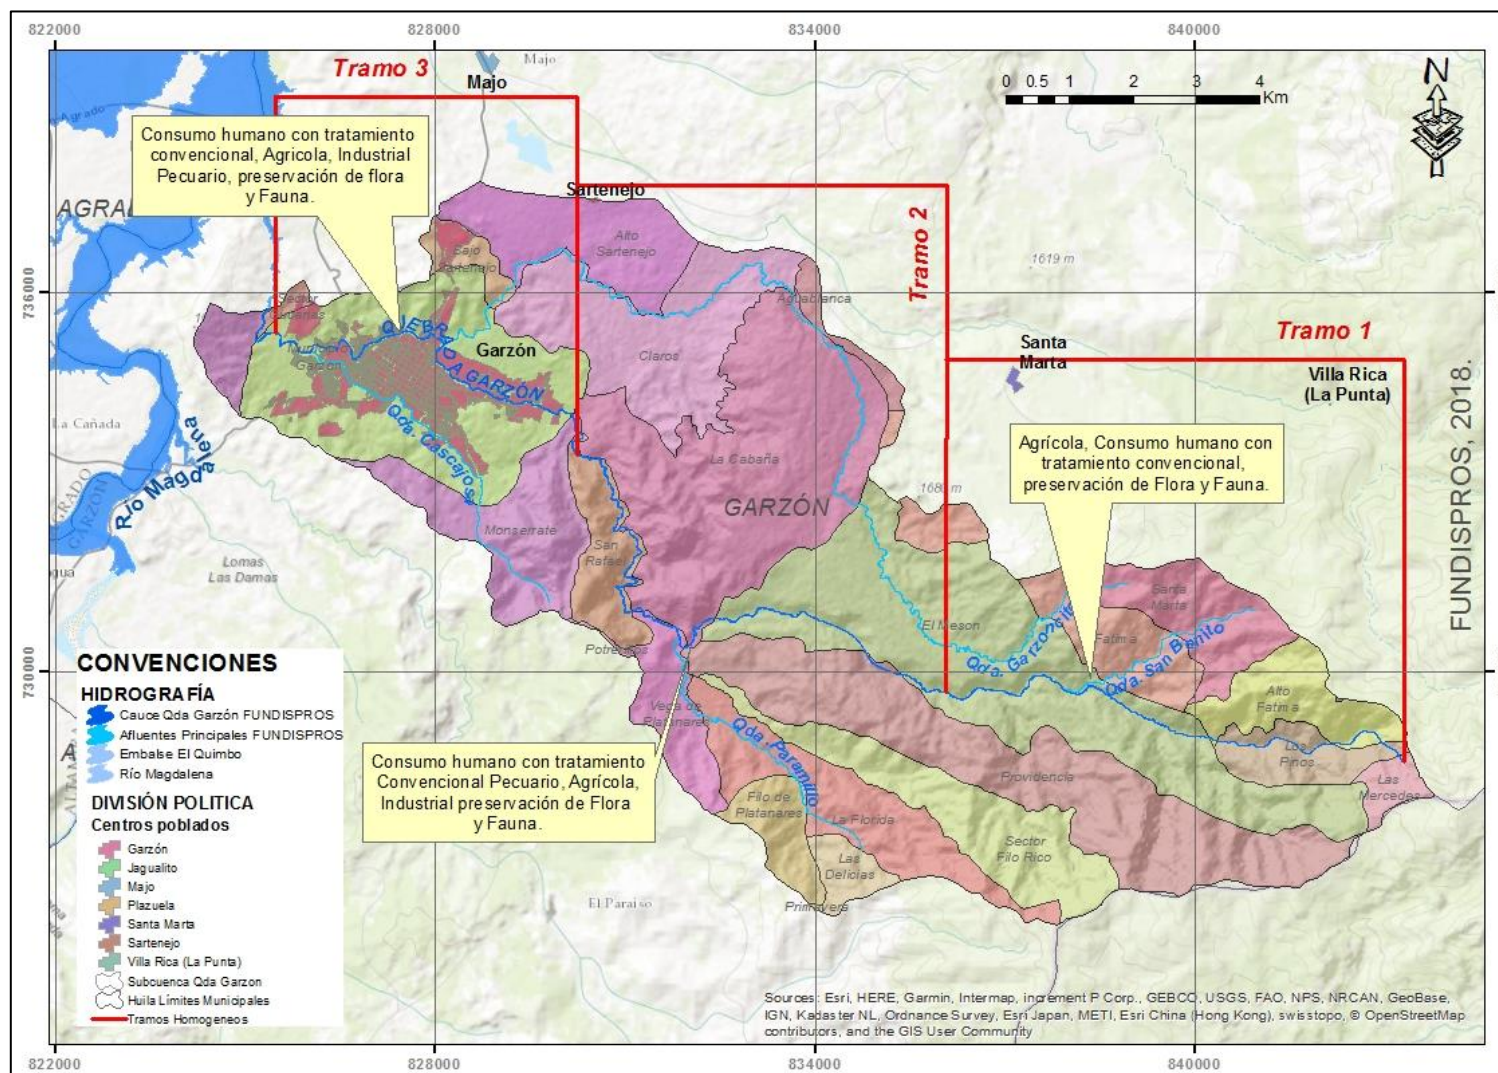 822000
828000
834000
840000
Tramo 3
Majo
Majo
0 0.5 1 2 3 4
Km
N
Consumo humano con tratamiento
convencional, Agricola, Industrial
Pecuario, preservación de flora
y Fauna.
Sartenejo
Alto
Sartenejo
Sajo
Sartenejo
Tramo 2
1619 m
736000
Aguablanca
Sector
QUEBRADA GARZÓN
Garzón
Garzón
Claros
Santa
Marta
Tramo 1
Villa Rica
(La Punta)
FUNDISPROS, 2018.
La Cañada
Río Magdalena
GARZÓN
Qda. Cascajosa
La Cabaña
GARZÓN
Agrícola, Consumo humano con
tratamiento convencional,
preservación de Flora y Fauna.
Monserrate
San
Rafael
Lomas
Las Damas
El Meson
Qda. Garzoncito
Santa
Marta
Fatima
Qda. San Benito
730000
Vega de
Platanares
Alto
Fatima
Qda. Paramillo
Los
Pinos
Las
Mercedes
Providencia
Consumo humano con tratamiento
Convencional Pecuario, Agrícola,
Industrial preservación de Flora
y Fauna.
Filo de
Platanares
La Florida
Sector
Filo Rico
Las
Delicias
Primavera
El Paraiso
CONVENCIONES
HIDROGRAFÍA
Cauce Qda Garzón FUNDISPROS
Afluentes Principales FUNDISPROS
Embalse El Quimbo
Río Magdalena
DIVISIÓN POLITICA
Centros poblados
Garzón
Jagualito
Majo
Plazuela
Santa Marta
Sartenejo
Villa Rica (La Punta)
Subcuenca Qda Garzon
Huila Límites Municipales
Tramos Homogeneos
Sources: Esri, HERE, Garmin, Intermap, increment P Corp., GEBCO, USGS, FAO, NPS, NRCAN, GeoBase,
IGN, Kadaster NL, Ordnance Survey, Esri Japan, METI, Esri China (Hong Kong), swisstopo, © OpenStreetMap
contributors, and the GIS User Community
822000
828000
834000
840000